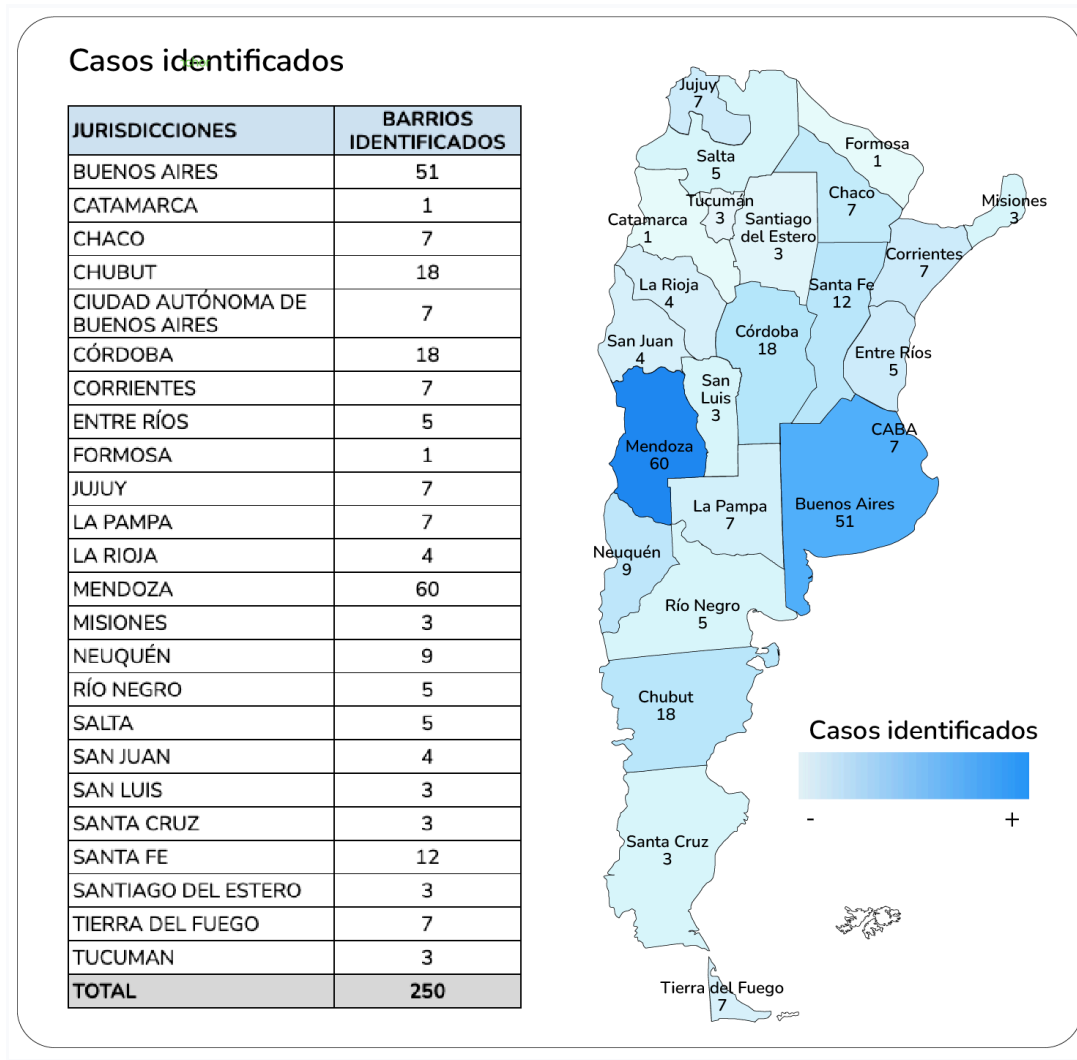 Casos identificados
JURISDICCIONES
BARRIOS
IDENTIFICADOS
BUENOS AIRES 51
CATAMARCA 1
CHACO 7
CHUBUT 18
CIUDAD AUTÓNOMA DE
BUENOS AIRES 7
CÓRDOBA 18
CORRIENTES 7
ENTRE RÍOS 5
FORMOSA 1
JUJUY 7
LA PAMPA 7
LA RIOJA 4
MENDOZA 60
MISIONES 3
NEUQUÉN 9
RÍO NEGRO 5
SALTA 5
SAN JUAN 4
SAN LUIS 3
SANTA CRUZ 3
SANTA FE 12
SANTIAGO DEL ESTERO 3
TIERRA DEL FUEGO 7
TUCUMAN 3
TOTAL 250
Jujuy
7
Salta
5
Formosa
1
Chaco
7
Misiones
3
Tucumán
3
Catamarca
1
Santiago
del Estero
3
Corrientes
7
La Rioja
4
Santa Fe
12
Córdoba
18
San Juan
4
Entre Ríos
5
San
Luis
3
CABA
7
Mendoza
60
La Pampa
7
Buenos Aires
51
Neuquén
9
Río Negro
5
Chubut
18
Casos identificados
- +
Santa Cruz
3
Tierra del Fuego
7